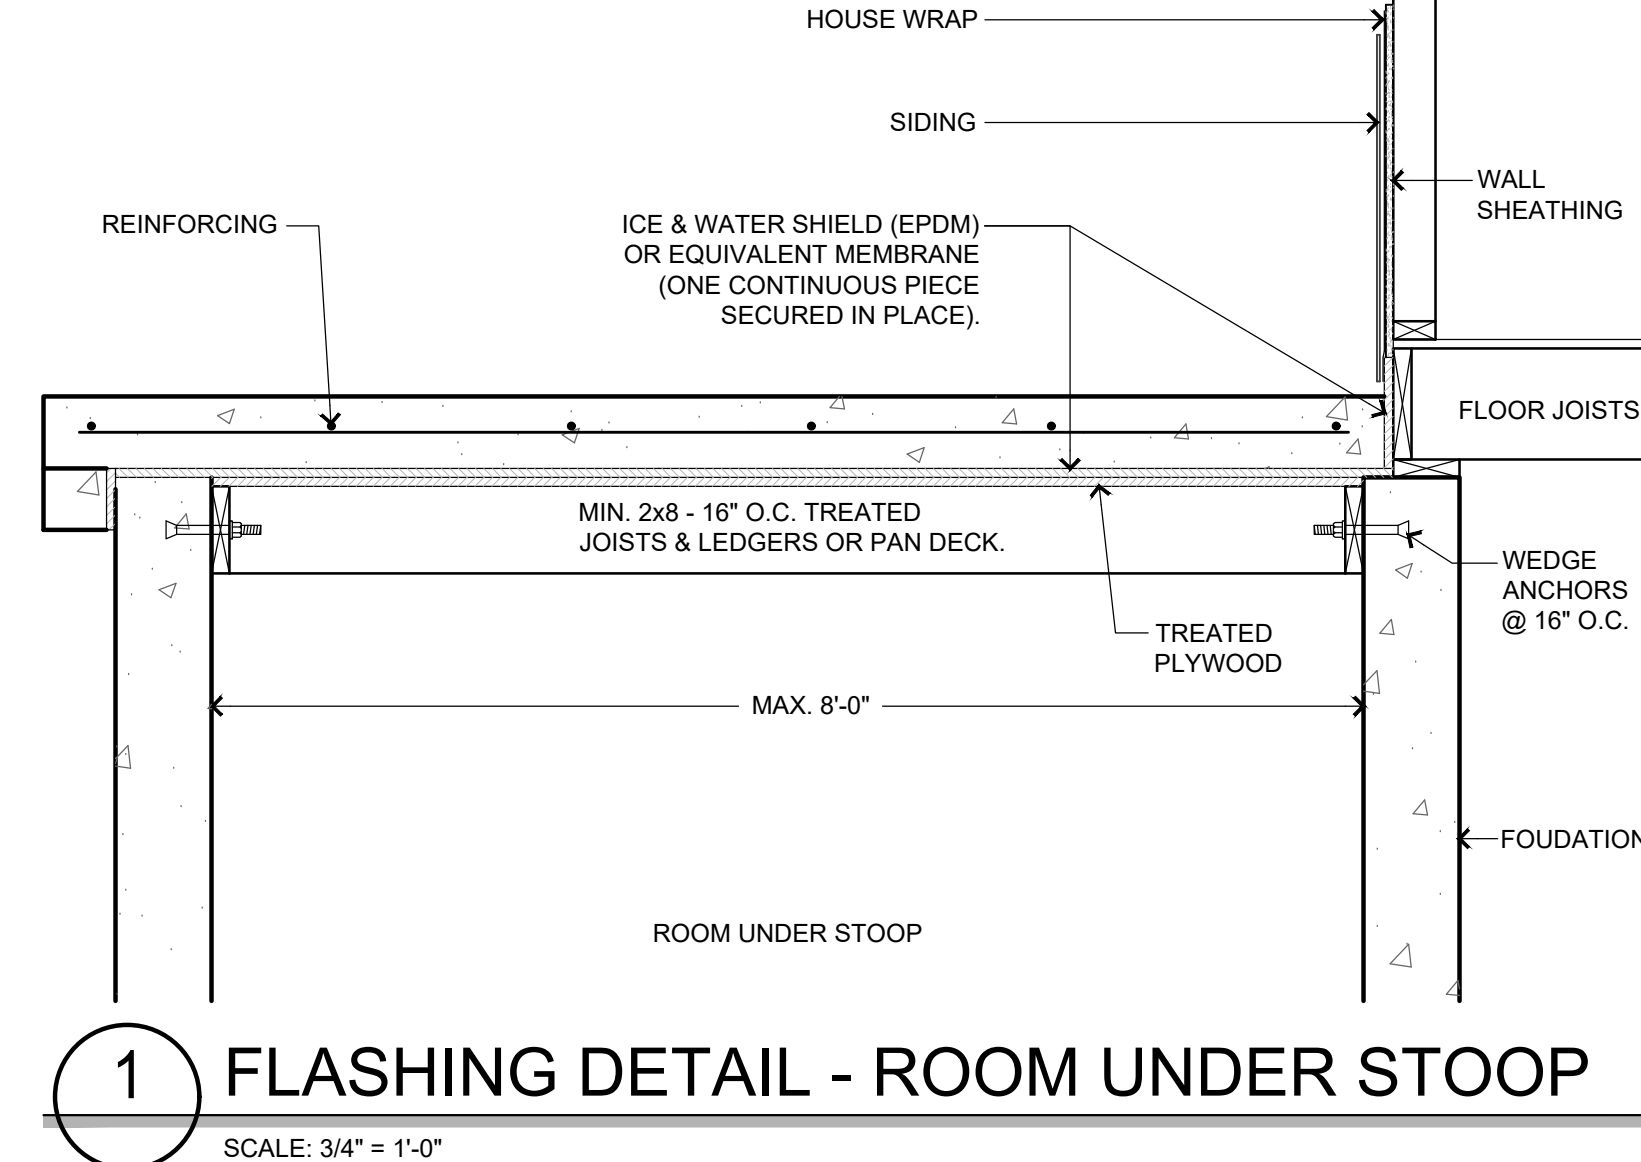 HOUSE WRAP
SIDING
WALL
SHEATHING
REINFORCING
ICE & WATER SHIELD (EPDM)
OR EQUIVALENT MEMBRANE
(ONE CONTINUOUS PIECE
SECURED IN PLACE).
FLOOR JOISTS
MIN. 2x8 - 16" O.C. TREATED
JOISTS & LEDGERS OR PAN DECK.
WEDGE
ANCHORS
@ 16" O.C.
TREATED
PLYWOOD
MAX. 8'-0"
FOUDATION
ROOM UNDER STOOP
1
FLASHING DETAIL - ROOM UNDER STOOP
SCALE: 3/4" = 1'-0"